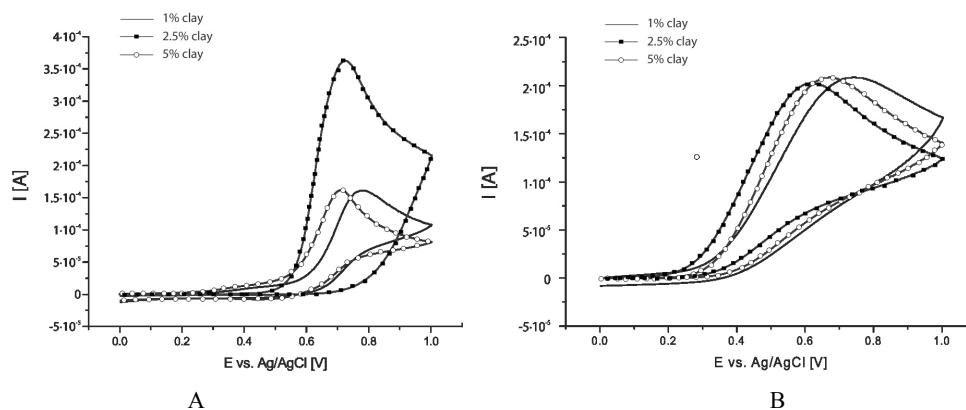 1% clay
2.5% clay
5% clay
4·10⁻⁴
3.5·10⁻⁴
3·10⁻⁴
2.5·10⁻⁴
2·10⁻⁴
1.5·10⁻⁴
1·10⁻⁴
5·10⁻⁵
0
-5·10⁻⁵
I [A]
0.0 0.2 0.4 0.6 0.8 1.0
E vs. Ag/AgCl [V]
A
1% clay
2.5% clay
5% clay
2.5·10⁻⁴
2·10⁻⁴
1.5·10⁻⁴
1·10⁻⁴
5·10⁻⁵
0
-5·10⁻⁵
I [A]
0.0 0.2 0.4 0.6 0.8 1.0
E vs. Ag/AgCl [V]
B